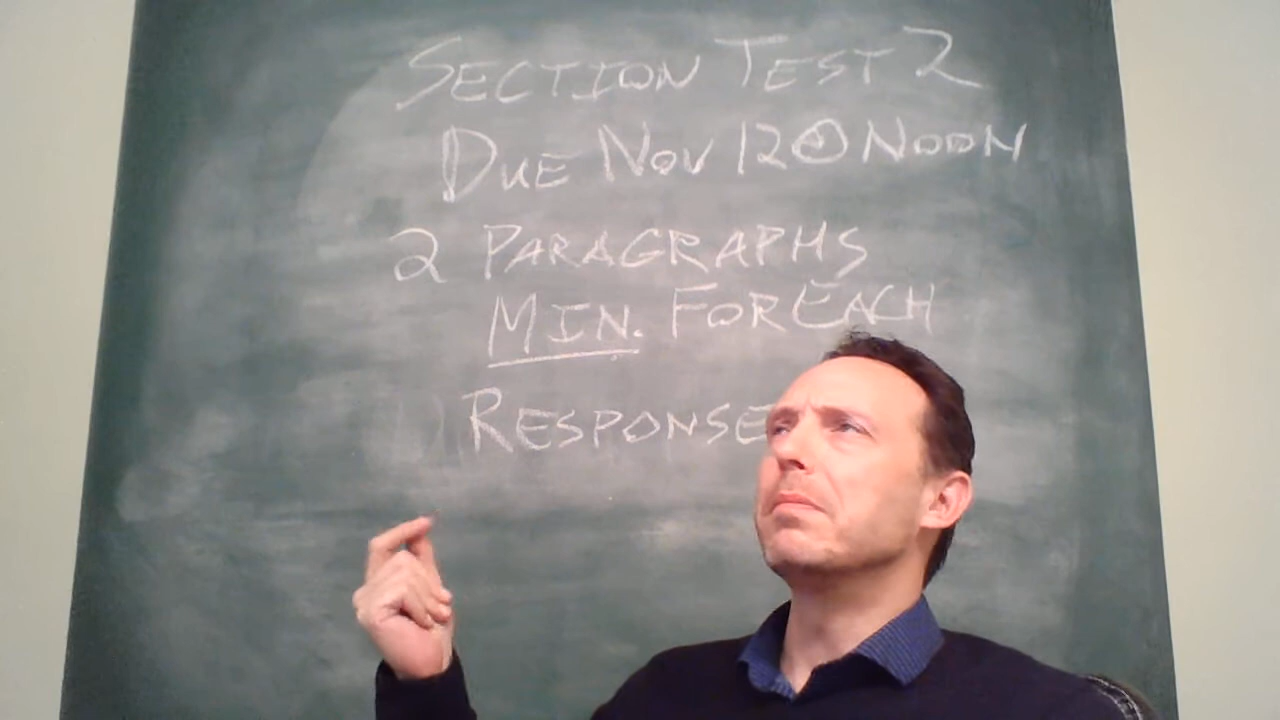 SECTION TEST 2
DUE NOV 12 @ NOON
2 PARAGRAPHS
MIN. FOR EACH
RESPONSE